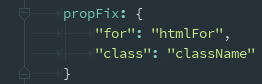 propFix: {
"for": "htmlFor",
"class": "className"
}